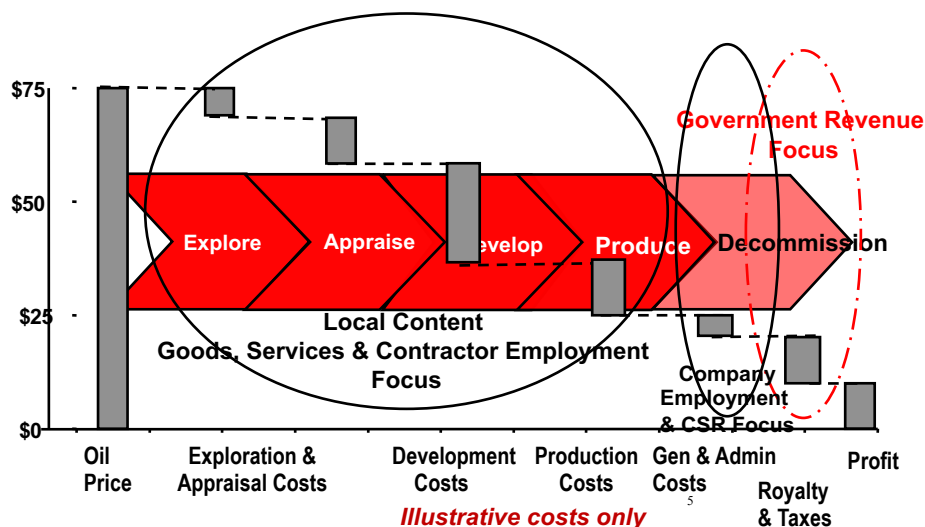 $75
$50
$25
$0
Government Revenue
Focus
Explore
Appraise
evelop
Produce
Decommission
Local Content
Goods, Services & Contractor Employment
Focus
Company
Employment
& CSR Focus
Oil
Price
Exploration &
Appraisal Costs
Development
Costs
Production
Costs
Gen & Admin
Costs
Royalty
& Taxes
Profit
Illustrative costs only
5